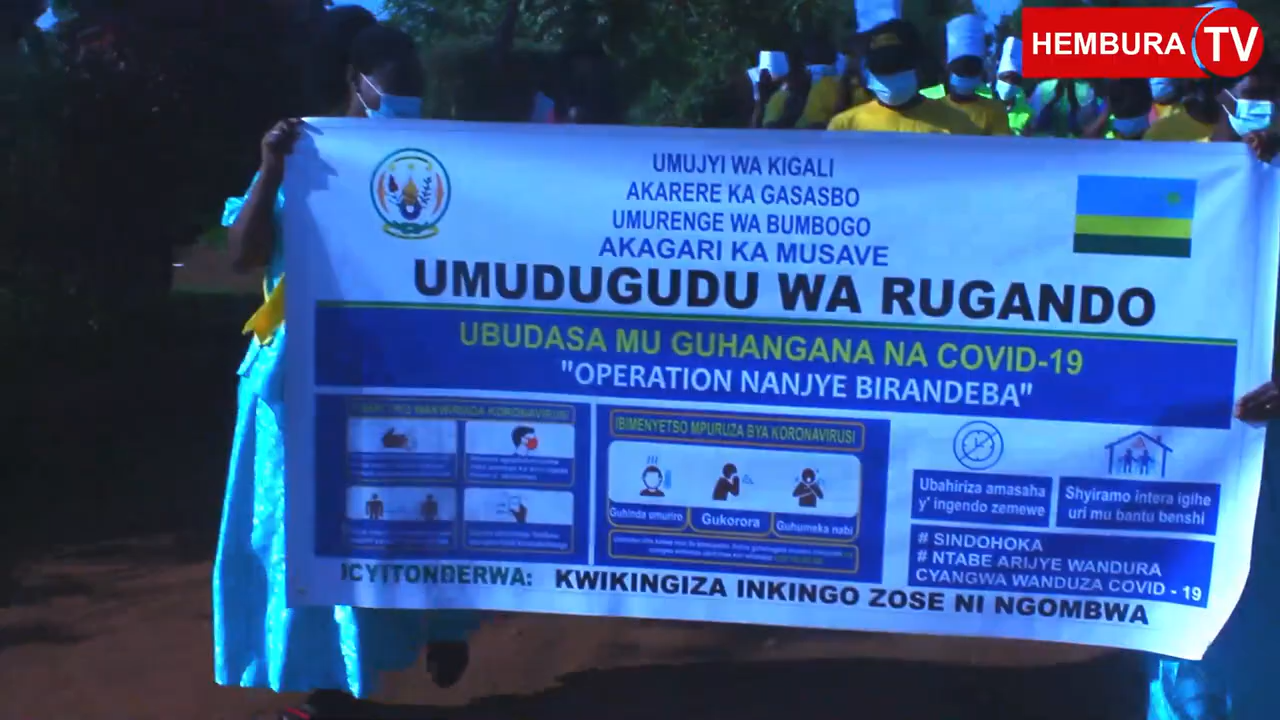 HEMBURA TV
UMUJYI WA KIGALI
AKARERE KA GASASBO
UMURENGE WA BUMBOGO
AKAGARI KA MUSAVE
UMUDUGUDU WA RUGANDO
UBUDASA MU GUHANGANA NA COVID-19
"OPERATION NANJYE BIRANDEBA"
KORONAVIRUSI
IBIMENYETSO MPURUZA BYA KORONAVIRUSI
Guhinda umuriro
Gukorora
Guhumeka nabi
Ubahiriza amasaha
y' ingendo zemewe
Shyiramo intera igihe
uri mu bantu benshi
# SINDOHOKA
# NTABE ARIJYE WANDURA
CYANGWA WANDUZA COVID - 19
ICYITONDERWA: KWIKINGIZA INKINGO ZOSE NI NGOMBWA